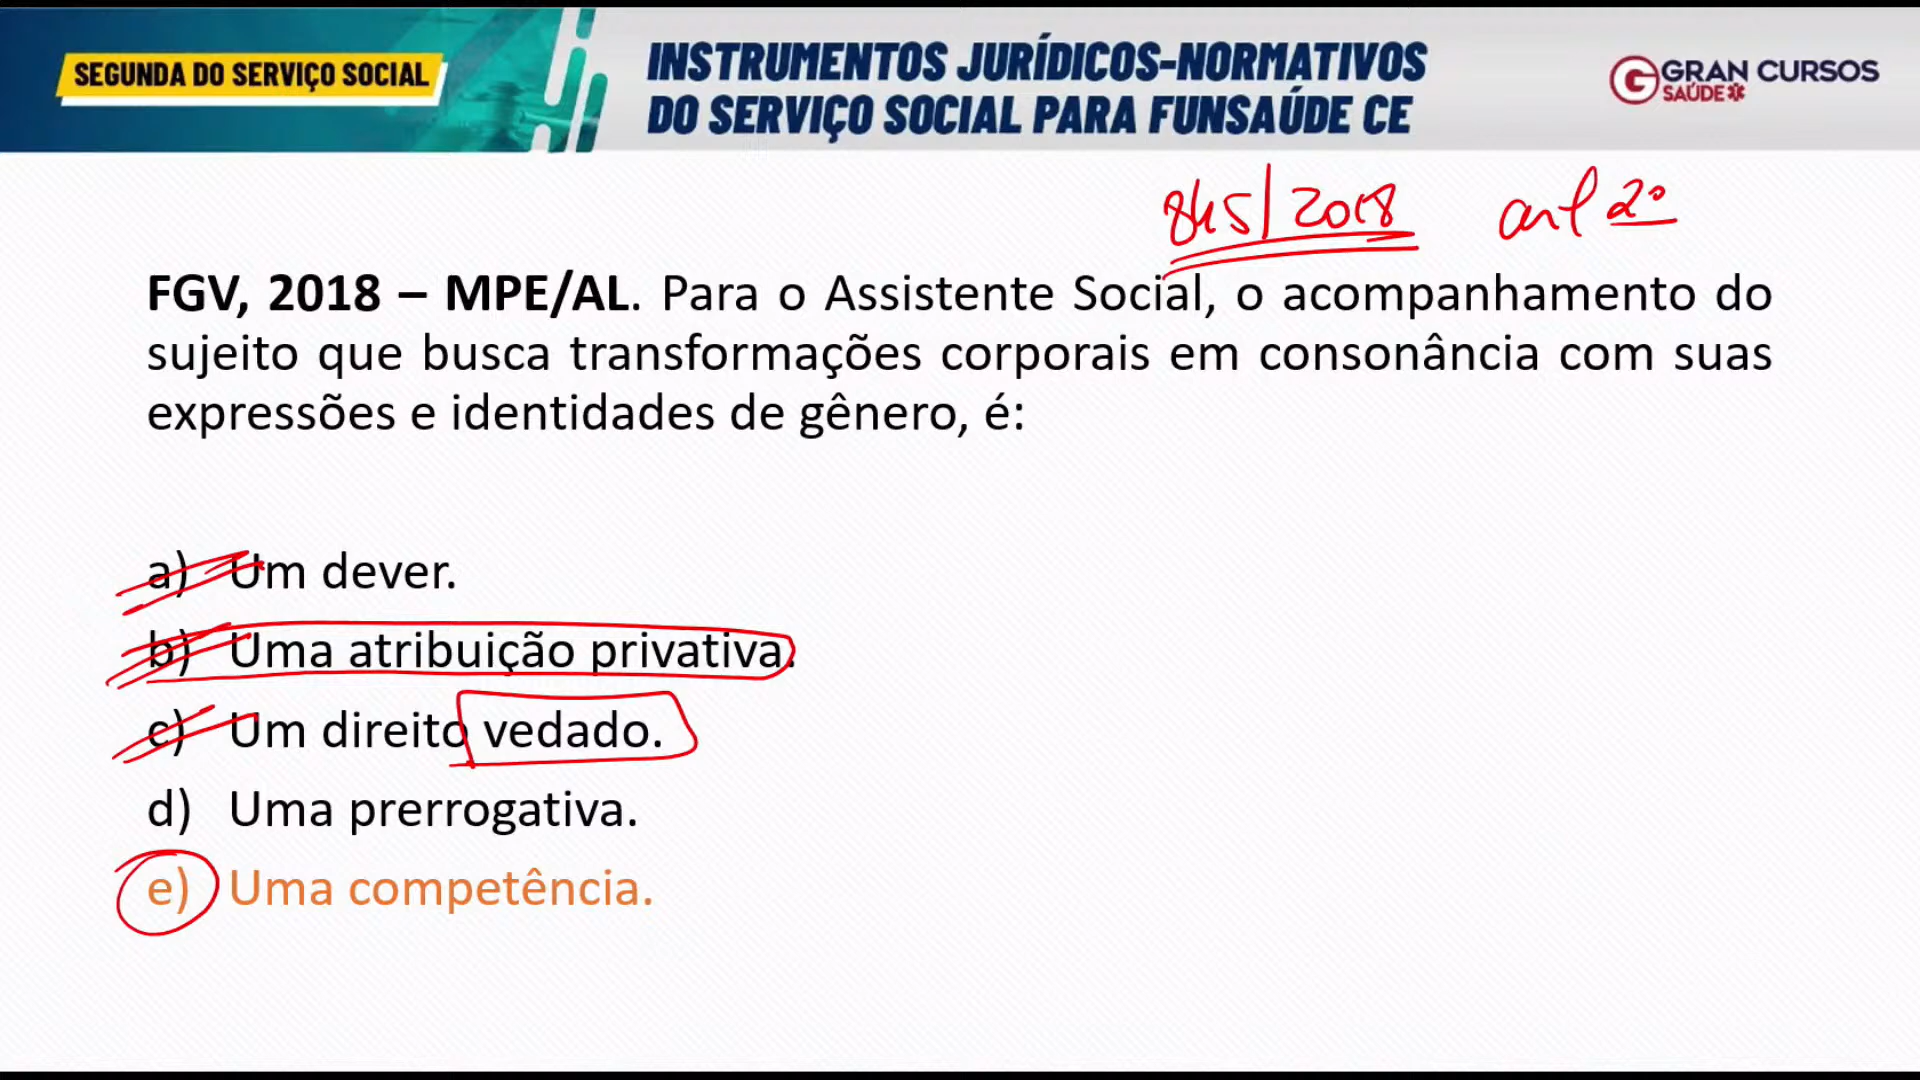 SEGUNDA DO SERVIÇO SOCIAL
INSTRUMENTOS JURÍDICOS-NORMATIVOS
DO SERVIÇO SOCIAL PARA FUNSAÚDE CE
GRAN CURSOS
SAÚDE
845/2018 art 2º
FGV, 2018 – MPE/AL. Para o Assistente Social, o acompanhamento do
sujeito que busca transformações corporais em consonância com suas
expressões e identidades de gênero, é:
a) Um dever.
b) Uma atribuição privativa.
c) Um direito vedado.
d) Uma prerrogativa.
e) Uma competência.